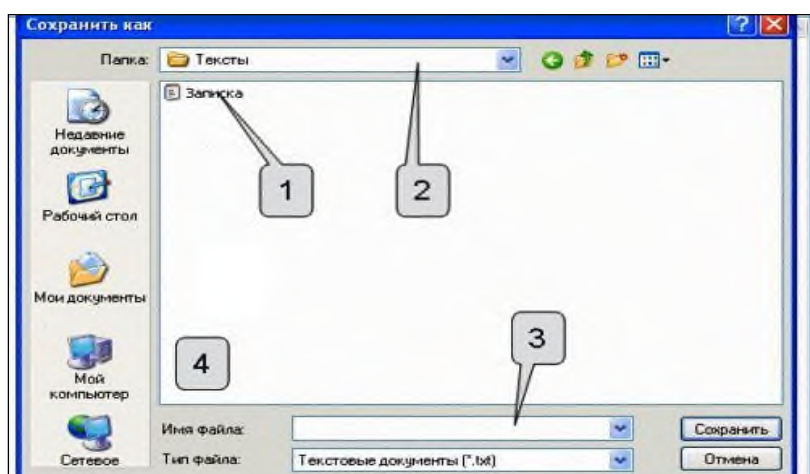 Сохранить как
Папка: Тексты
Записка
Недавние
документы
1
2
Рабочий стол
Мои документы
3
4
Мой
компьютер
Имя файла:
Сохранить
Сетевое
Тип файла: Текстовые документы (*.txt)
Отмена